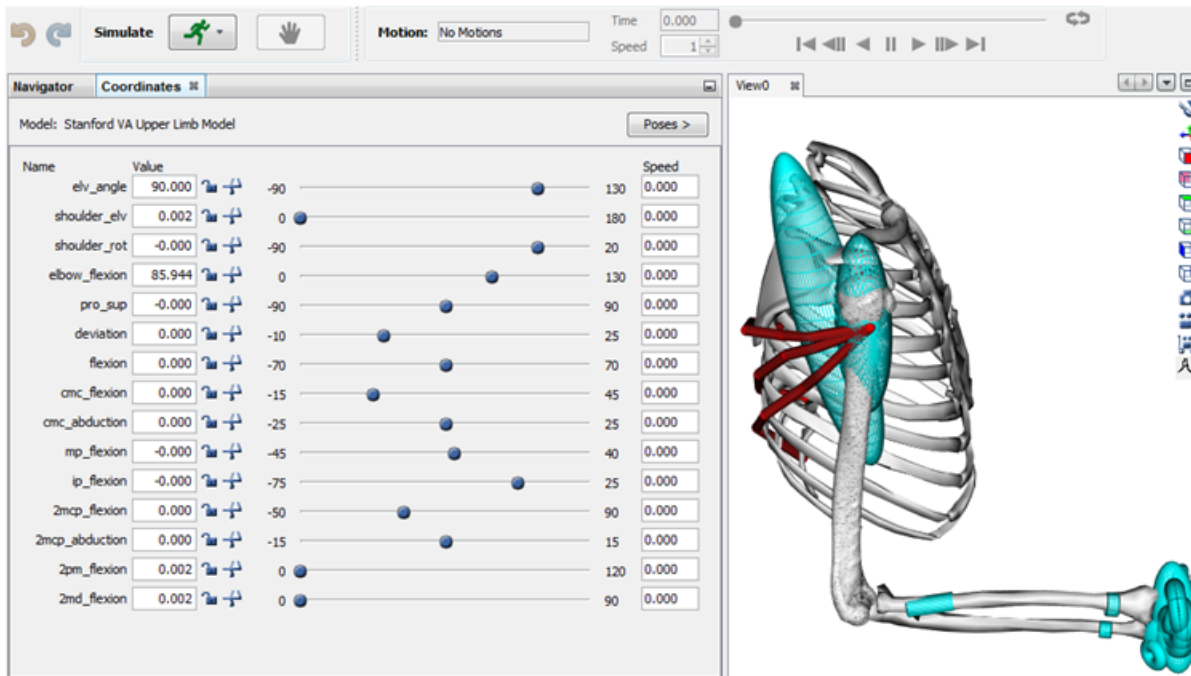 Simulate Motion: No Motions Time 0.000
Speed 1
Navigator Coordinates View0
Model: Stanford VA Upper Limb Model Poses >
Name Value Speed
elv_angle 90.000 -90 130 0.000
shoulder_elv 0.002 0 180 0.000
shoulder_rot -0.000 -90 20 0.000
elbow_flexion 85.944 0 130 0.000
pro_sup -0.000 -90 90 0.000
deviation 0.000 -10 25 0.000
flexion 0.000 -70 70 0.000
cmc_flexion 0.000 -15 45 0.000
cmc_abduction 0.000 -25 25 0.000
mp_flexion -0.000 -45 40 0.000
ip_flexion -0.000 -75 25 0.000
2mcp_flexion 0.000 -50 90 0.000
2mcp_abduction 0.000 -15 15 0.000
2pm_flexion 0.002 0 120 0.000
2md_flexion 0.002 0 90 0.000